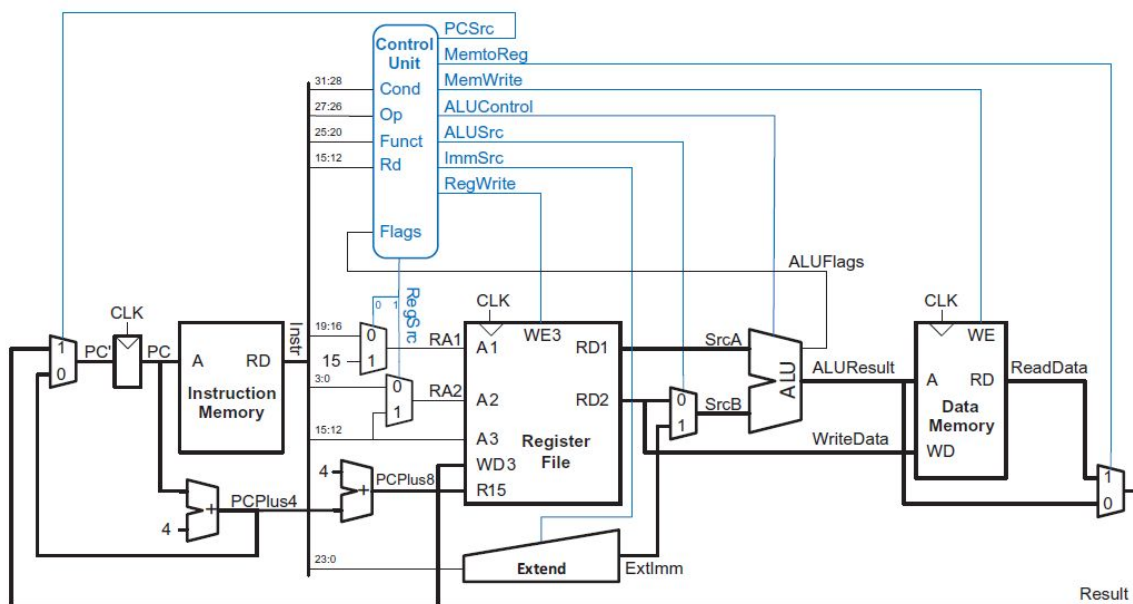 PCSrc
Control
Unit
MemtoReg
MemWrite
ALUControl
ALUSrc
ImmSrc
RegWrite
31:28
Cond
27:26
Op
25:20
Funct
15:12
Rd
Flags
ALUFlags
0 1
RegSrc
CLK
PC'
PC
1
0
A RD
Instruction
Memory
Instr
19:16
0
15
1
RA1
3:0
0
1
RA2
15:12
CLK
WE3
A1
RD1
A2
RD2
A3
WD3
R15
Register
File
SrcA
0
1
SrcB
ALU
ALUResult
WriteData
CLK
WE
A
RD
Data
Memory
WD
ReadData
1
0
4
+
PCPlus4
4
+
PCPlus8
23:0
Extend
ExtImm
Result